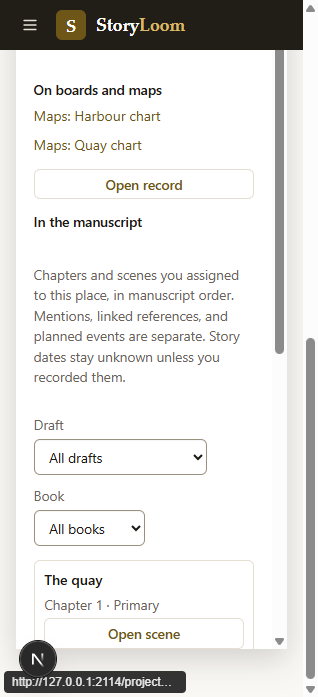 S StoryLoom
On boards and maps
Maps: Harbour chart
Maps: Quay chart
Open record
In the manuscript
Chapters and scenes you assigned
to this place, in manuscript order.
Mentions, linked references, and
planned events are separate. Story
dates stay unknown unless you
recorded them.
Draft
All drafts
Book
All books
The quay
Chapter 1 · Primary
Open scene
N
http://127.0.0.1:2114/project...